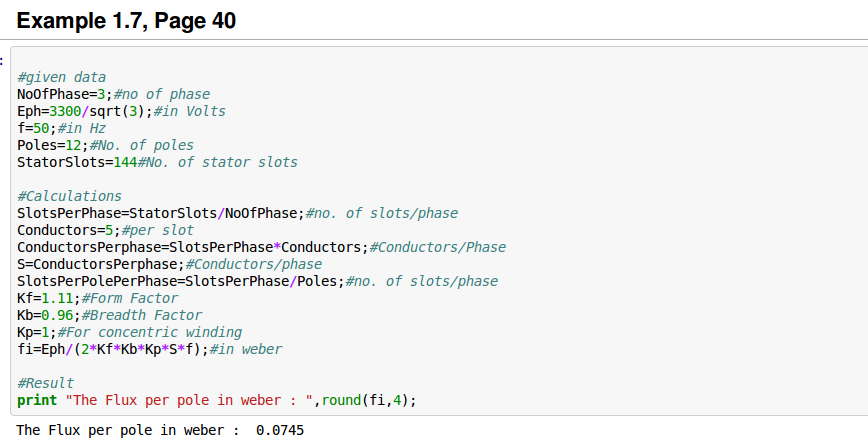 Example 1.7, Page 40
:
#given data
NoOfPhase=3;#no of phase
Eph=3300/sqrt(3);#in Volts
f=50;#in Hz
Poles=12;#No. of poles
StatorSlots=144#No. of stator slots
#Calculations
SlotsPerPhase=StatorSlots/NoOfPhase;#no. of slots/phase
Conductors=5;#per slot
ConductorsPerphase=SlotsPerPhase*Conductors;#Conductors/Phase
S=ConductorsPerphase;#Conductors/phase
SlotsPerPolePerPhase=SlotsPerPhase/Poles;#no. of slots/phase
Kf=1.11;#Form Factor
Kb=0.96;#Breadth Factor
Kp=1;#For concentric winding
fi=Eph/(2*Kf*Kb*Kp*S*f);#in weber
#Result
print "The Flux per pole in weber : ",round(fi,4);
The Flux per pole in weber :  0.0745